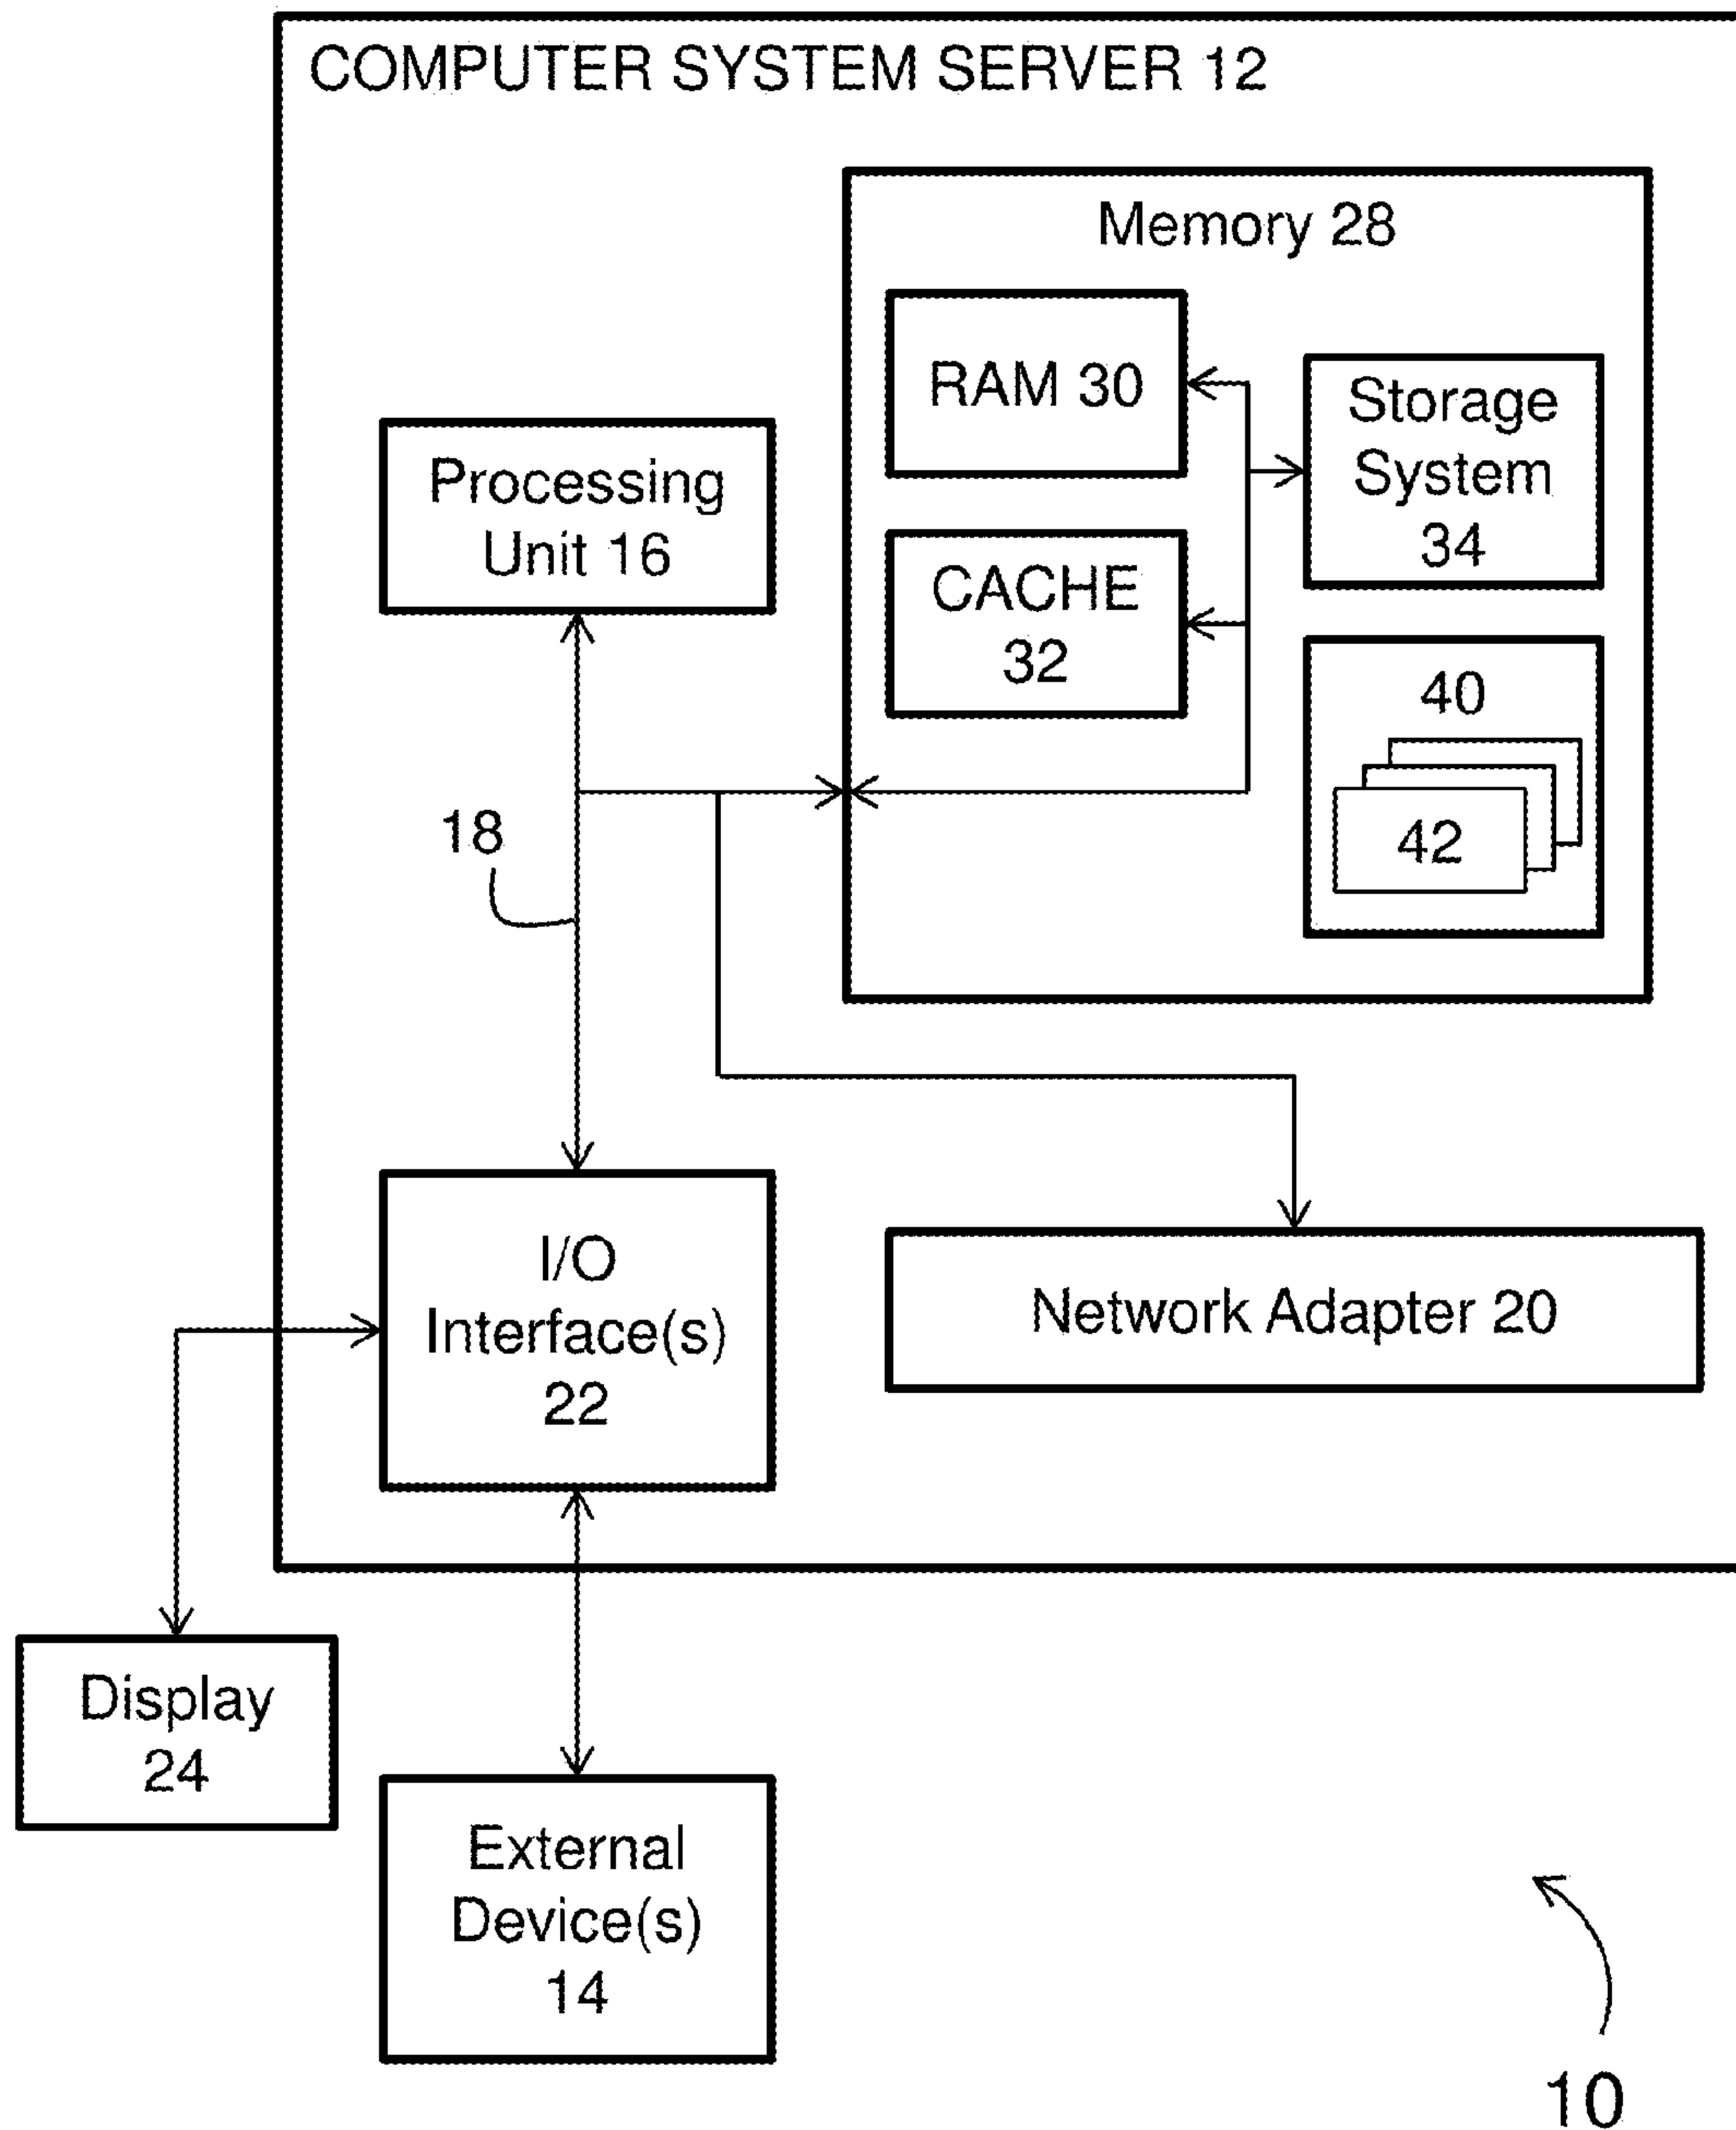 COMPUTER SYSTEM SERVER 12
Memory 28
RAM 30
Storage
System
34
Processing
Unit 16
CACHE
32
40
42
18
I/O
Interface(s)
22
Network Adapter 20
Display
24
External
Device(s)
14
10